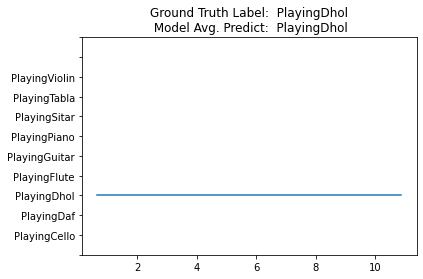 Ground Truth Label:  PlayingDhol
Model Avg. Predict:  PlayingDhol
PlayingViolin
PlayingTabla
PlayingSitar
PlayingPiano
PlayingGuitar
PlayingFlute
PlayingDhol
PlayingDaf
PlayingCello
2 4 6 8 10